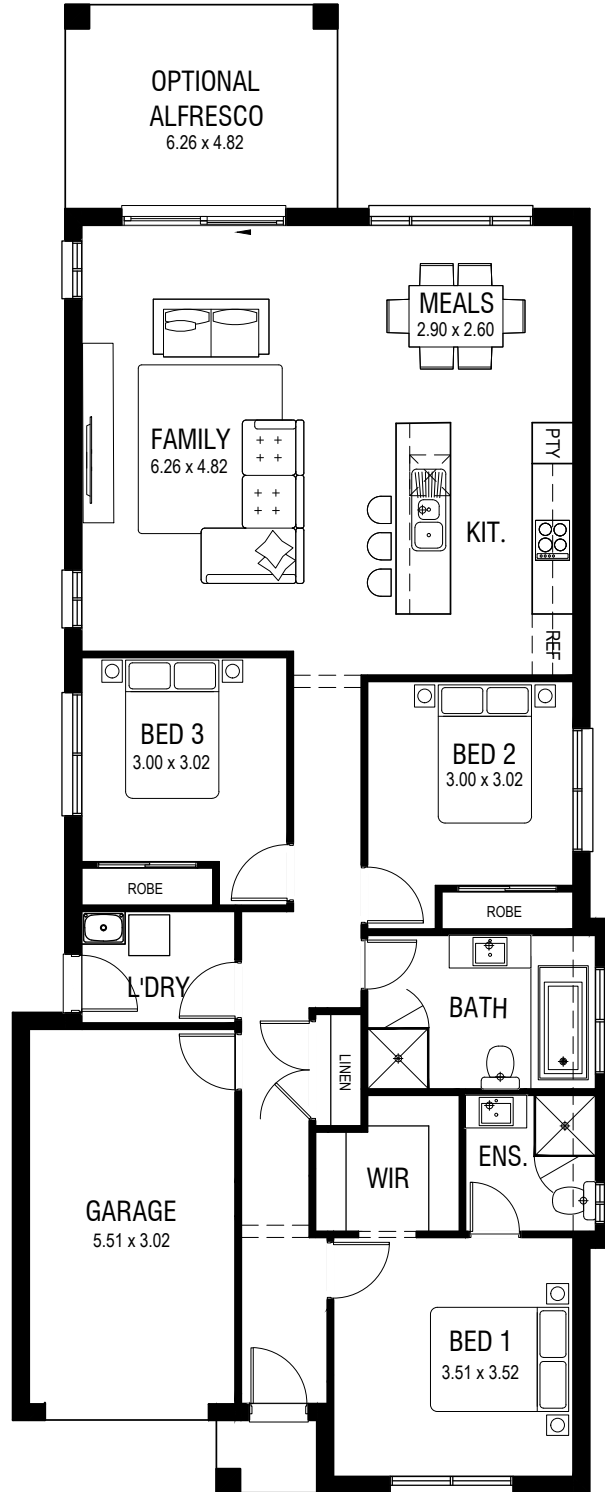 OPTIONAL
ALFRESCO
6.26 x 4.82
MEALS
2.90 x 2.60
FAMILY
6.26 x 4.82
PTY
KIT.
REF
BED 3
3.00 x 3.02
BED 2
3.00 x 3.02
ROBE
ROBE
L'DRY
BATH
LINEN
WIR
ENS.
GARAGE
5.51 x 3.02
BED 1
3.51 x 3.52